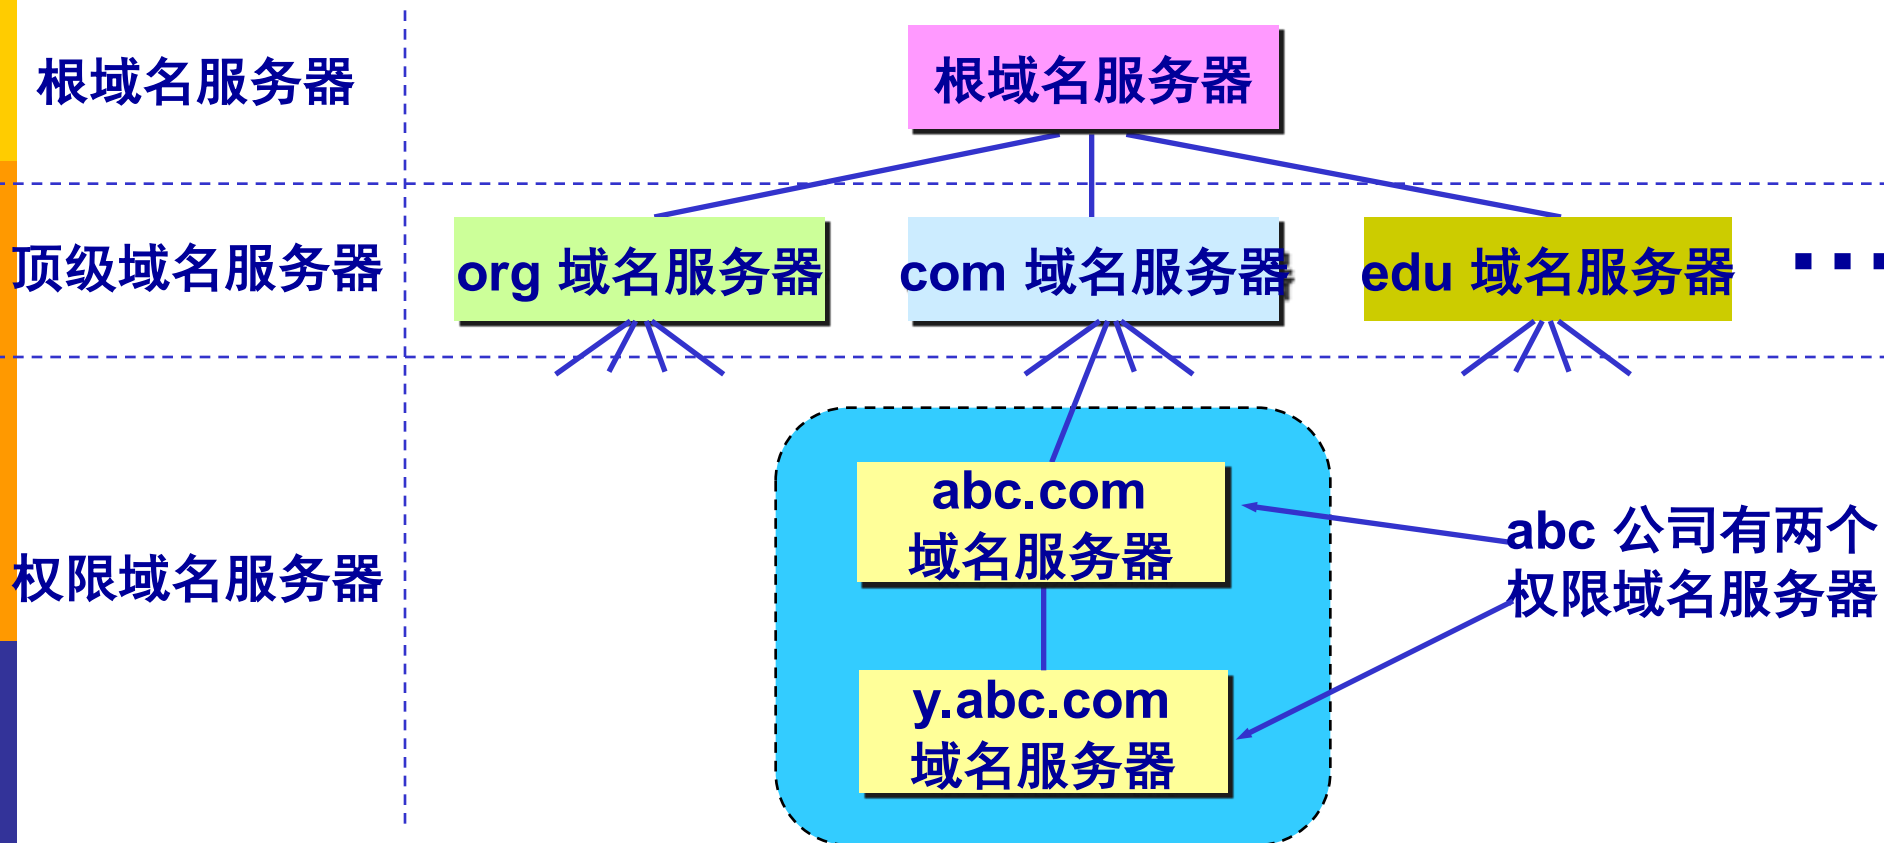 根域名服务器
根域名服务器
顶级域名服务器
org 域名服务器
com 域名服务器
edu 域名服务器
...
权限域名服务器
abc.com
域名服务器
y.abc.com
域名服务器
abc 公司有两个
权限域名服务器